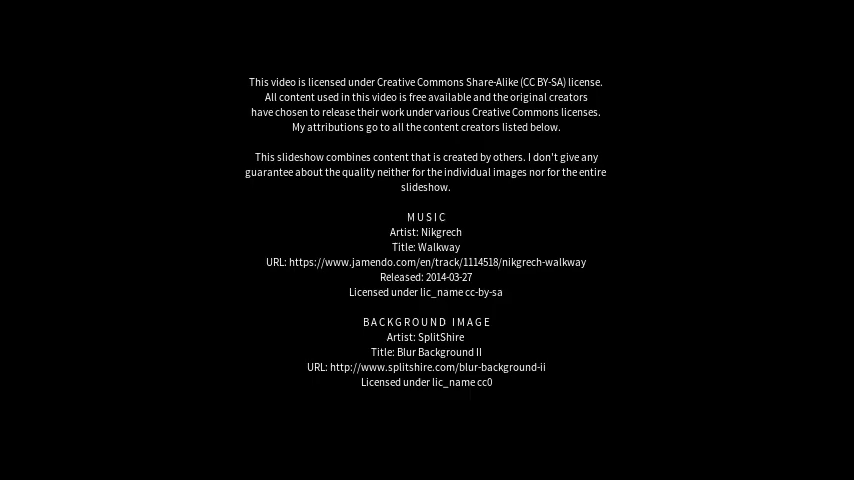 This video is licensed under Creative Commons Share-Alike (CC BY-SA) license.
All content used in this video is free available and the original creators
have chosen to release their work under various Creative Commons licenses.
My attributions go to all the content creators listed below.
This slideshow combines content that is created by others. I don't give any
guarantee about the quality neither for the individual images nor for the entire
slideshow.
MUSIC
Artist: Nikgrech
Title: Walkway
URL: https://www.jamendo.com/en/track/1114518/nikgrech-walkway
Released: 2014-03-27
Licensed under lic_name cc-by-sa
BACKGROUND IMAGE
Artist: SplitShire
Title: Blur Background II
URL: http://www.splitshire.com/blur-background-ii
Licensed under lic_name cc0